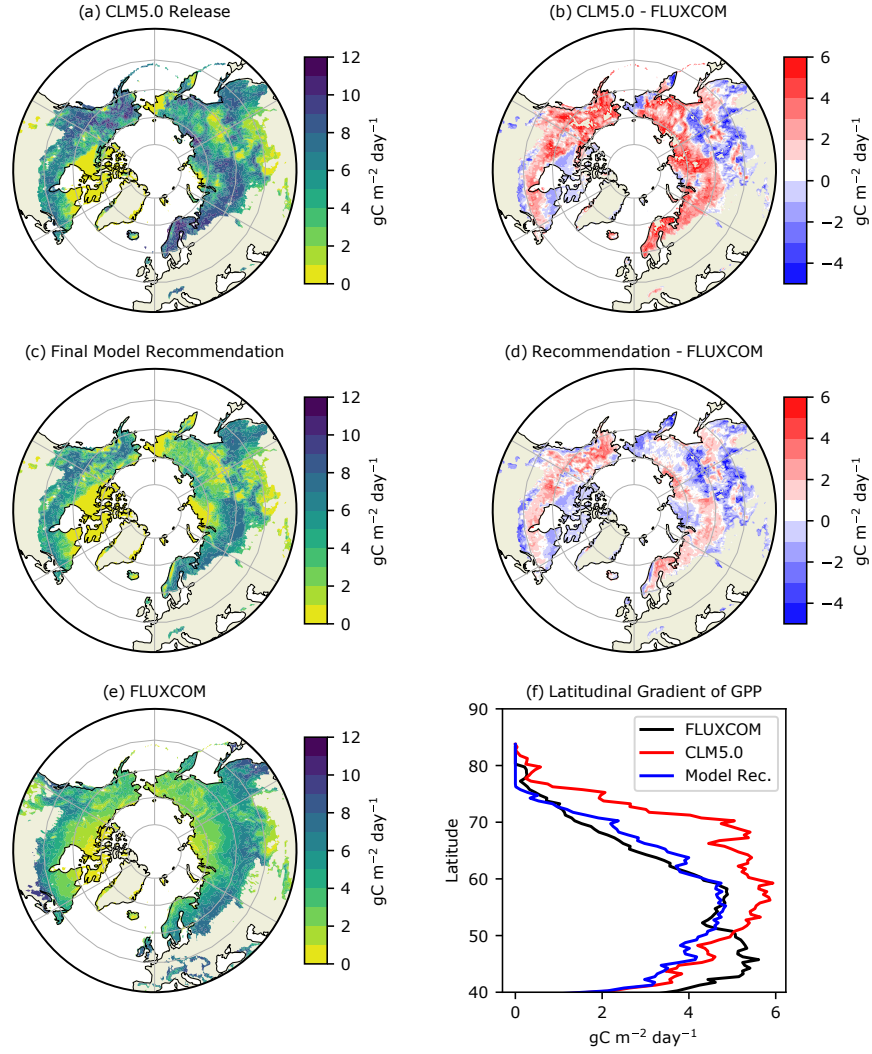 (a) CLM5.0 Release
12
10
8
6
4
2
0
gC m⁻² day⁻¹
(b) CLM5.0 - FLUXCOM
6
4
2
0
−2
−4
gC m⁻² day⁻¹
(c) Final Model Recommendation
12
10
8
6
4
2
0
gC m⁻² day⁻¹
(d) Recommendation - FLUXCOM
6
4
2
0
−2
−4
gC m⁻² day⁻¹
(e) FLUXCOM
12
10
8
6
4
2
0
gC m⁻² day⁻¹
(f) Latitudinal Gradient of GPP
FLUXCOM
CLM5.0
Model Rec.
90
80
70
60
50
40
Latitude
0 2 4 6
gC m⁻² day⁻¹